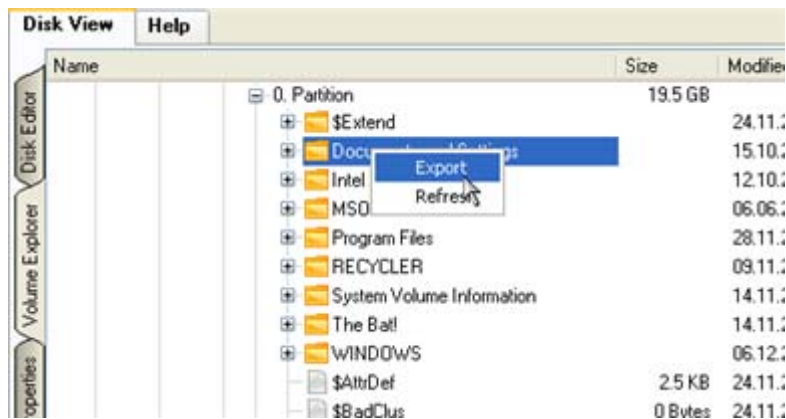 Disk View Help
Name Size Modifie
0. Partition 19.5 GB
$Extend 24.11.2
Documents and Settings 15.10.2
Export
Intel 12.10.2
Refresh
MSO 06.06.2
Program Files 28.11.2
RECYCLER 09.11.2
System Volume Information 14.11.2
The Bat! 14.11.2
WINDOWS 06.12.2
$AttrDef 2.5 KB 24.11.2
$BadClus 0 Bytes 24.11.2
Disk Editor
Volume Explorer
operties